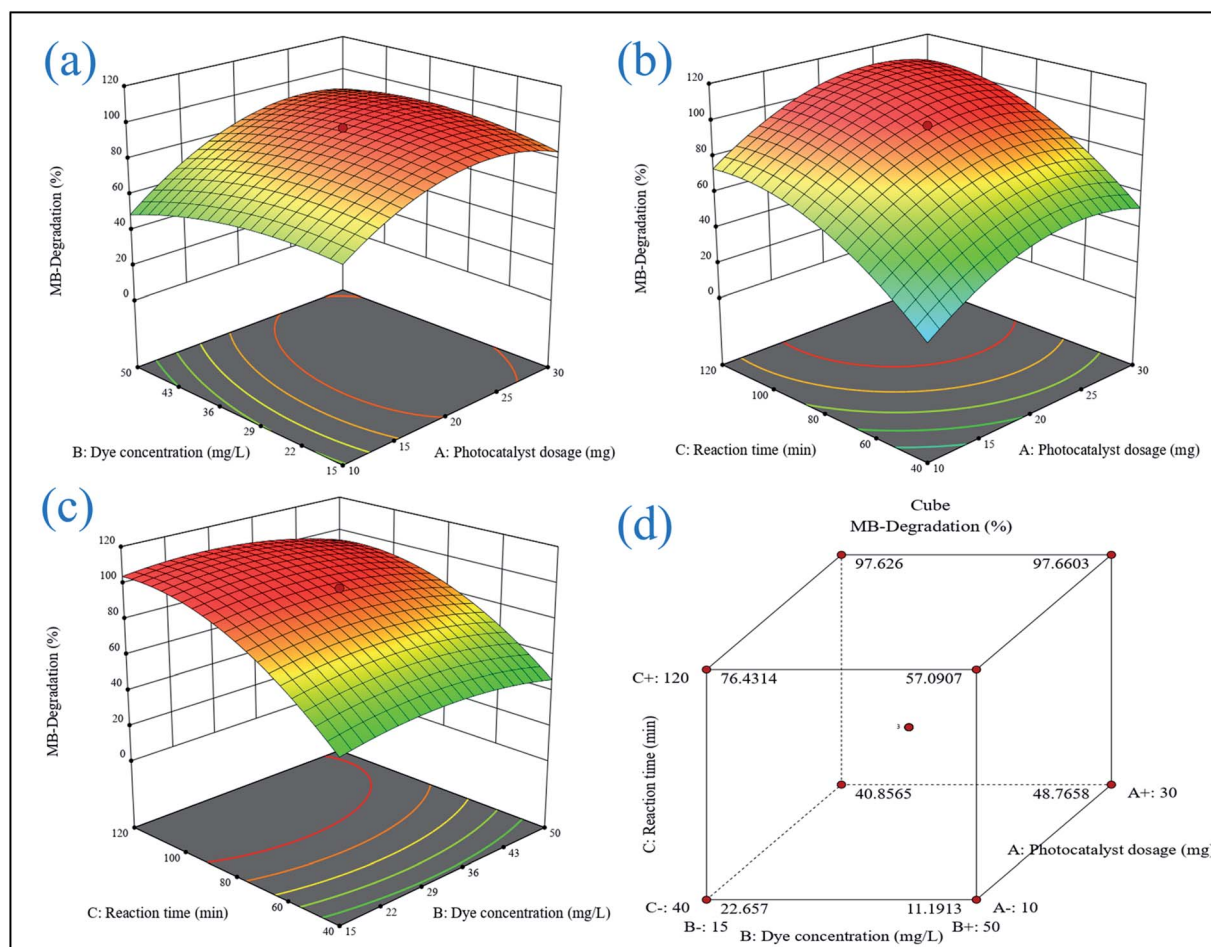 (a)
120
100
80
60
40
20
0
MB-Degradation (%)
50
43
36
29
22
15
10
15
20
25
30
B: Dye concentration (mg/L)
A: Photocatalyst dosage (mg)
(b)
120
100
80
60
40
20
0
MB-Degradation (%)
120
100
80
60
40
10
15
20
25
30
C: Reaction time (min)
A: Photocatalyst dosage (mg)
(c)
120
100
80
60
40
20
0
MB-Degradation (%)
120
100
80
60
40
15
22
29
36
43
50
C: Reaction time (min)
B: Dye concentration (mg/L)
(d)
Cube
MB-Degradation (%)
97.626
97.6603
C+: 120
76.4314
57.0907
3
C: Reaction time (min)
40.8565
48.7658
A+: 30
A: Photocatalyst dosage (mg)
C-: 40
22.657
11.1913
A-: 10
B-: 15
B+: 50
B: Dye concentration (mg/L)